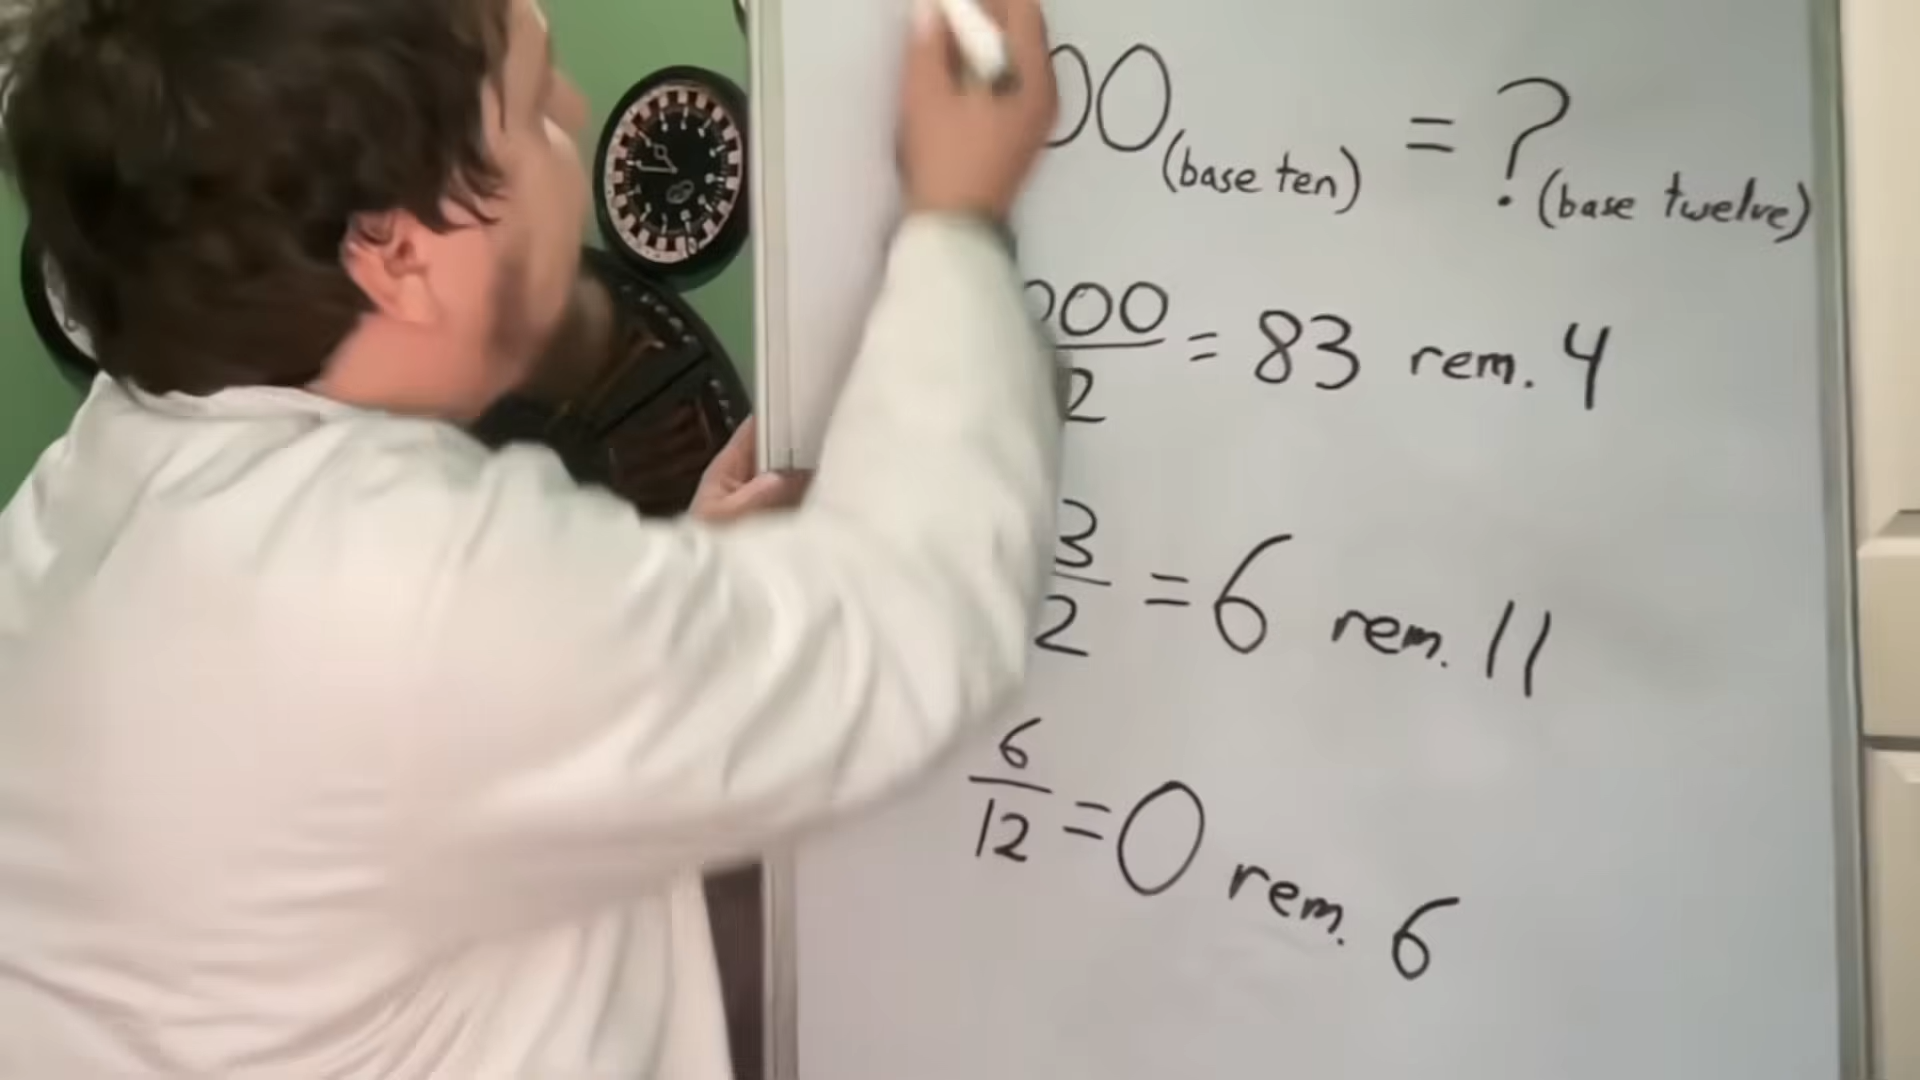 00 (base ten) = ? (base twelve)
000 / 2 = 83 rem. 4
3 / 2 = 6 rem. 11
6 / 12 = 0 rem. 6